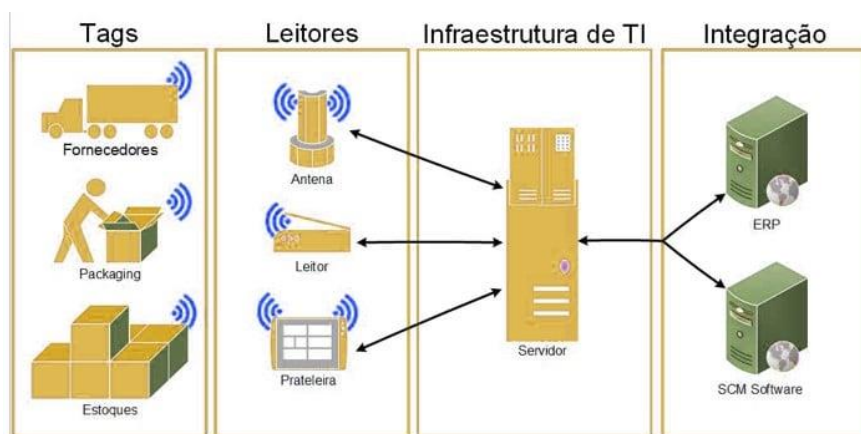 Tags
Fornecedores
Packaging
Estoques
Leitores
Antena
Leitor
Prateleira
Infraestrutura de TI
Servidor
Integração
ERP
SCM Software